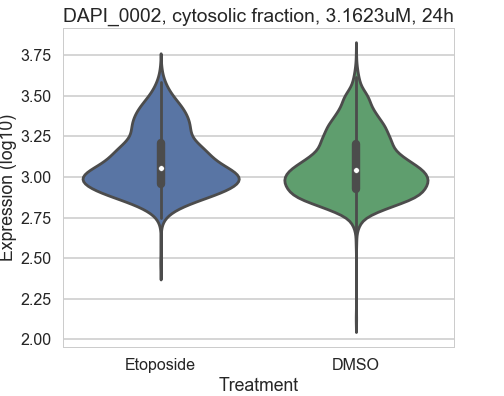 DAPI_0002, cytosolic fraction, 3.1623uM, 24h
Expression (log10)
3.75
3.50
3.25
3.00
2.75
2.50
2.25
2.00
Etoposide DMSO
Treatment